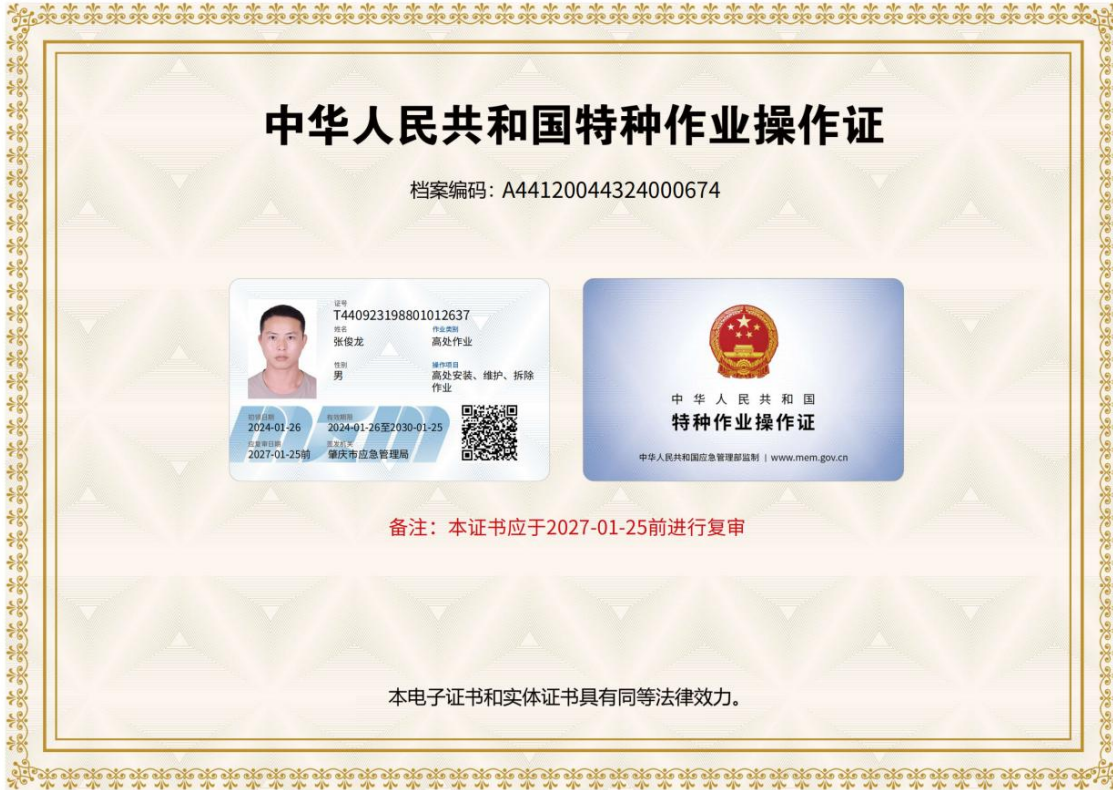 中华人民共和国特种作业操作证
档案编码：A44120044324000674
证号
T440923198801012637
姓名
张俊龙
作业类别
高处作业
性别
男
操作项目
高处安装、维护、拆除
作业
初领日期
2024-01-26
有效期限
2024-01-26至2030-01-25
应复审日期
2027-01-25前
签发机关
肇庆市应急管理局
中华人民共和国
特种作业操作证
中华人民共和国应急管理部监制 | www.mem.gov.cn
备注：本证书应于2027-01-25前进行复审
本电子证书和实体证书具有同等法律效力。